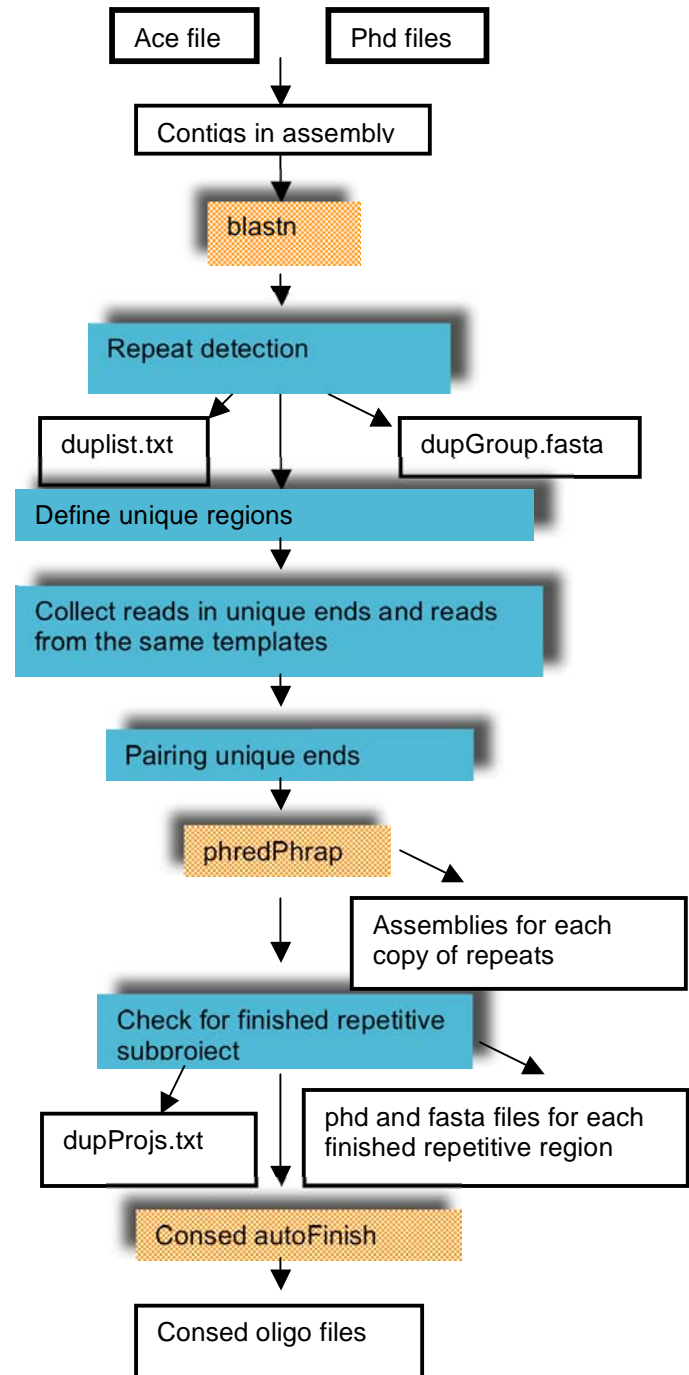 Ace file
Phd files
Contigs in assembly
blastn
Repeat detection
duplist.txt
dupGroup.fasta
Define unique regions
Collect reads in unique ends and reads
from the same templates
Pairing unique ends
phredPhrap
Assemblies for each
copy of repeats
Check for finished repetitive
subproject
dupProjs.txt
phd and fasta files for each
finished repetitive region
Consed autoFinish
Consed oligo files